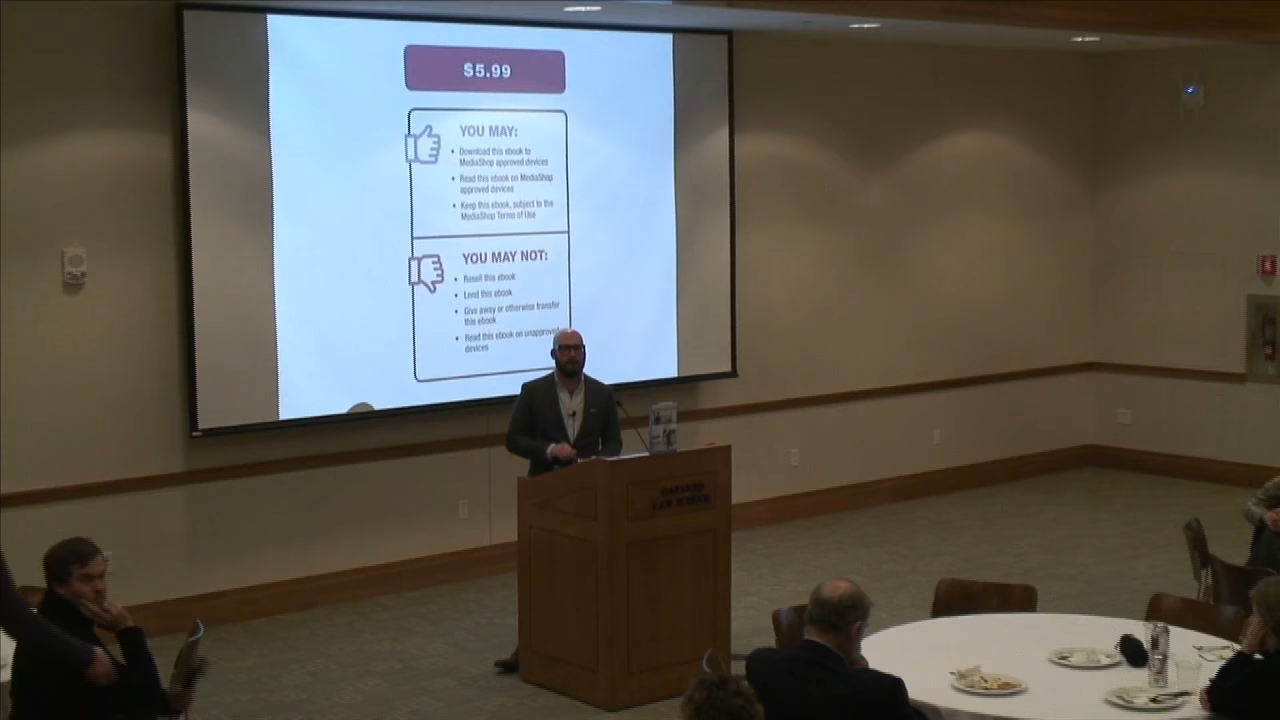 $5.99
YOU MAY:
• Download this ebook to
MediaShop approved devices
• Read this ebook on MediaShop
approved devices
• Keep this ebook, subject to the
MediaShop Terms of Use
YOU MAY NOT:
• Resell this ebook
• Lend this ebook
• Give away or otherwise transfer
this ebook
• Read this ebook on unapproved
devices
HARVARD
LAW SCHOOL